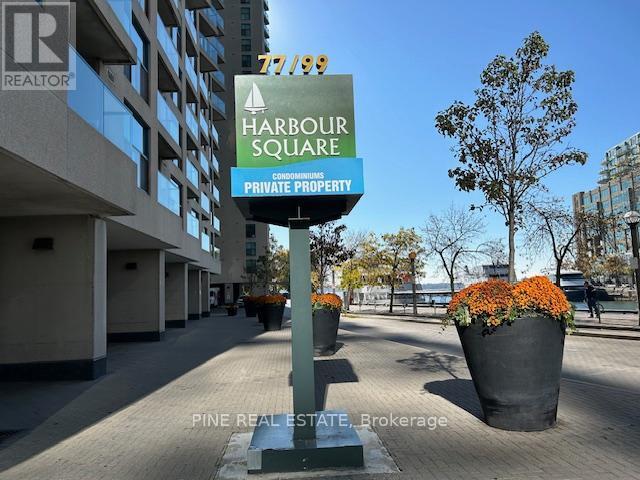 R
REALTOR®
77/99
HARBOUR
SQUARE
CONDOMINIUMS
PRIVATE PROPERTY
PINE REAL ESTATE, Brokerage